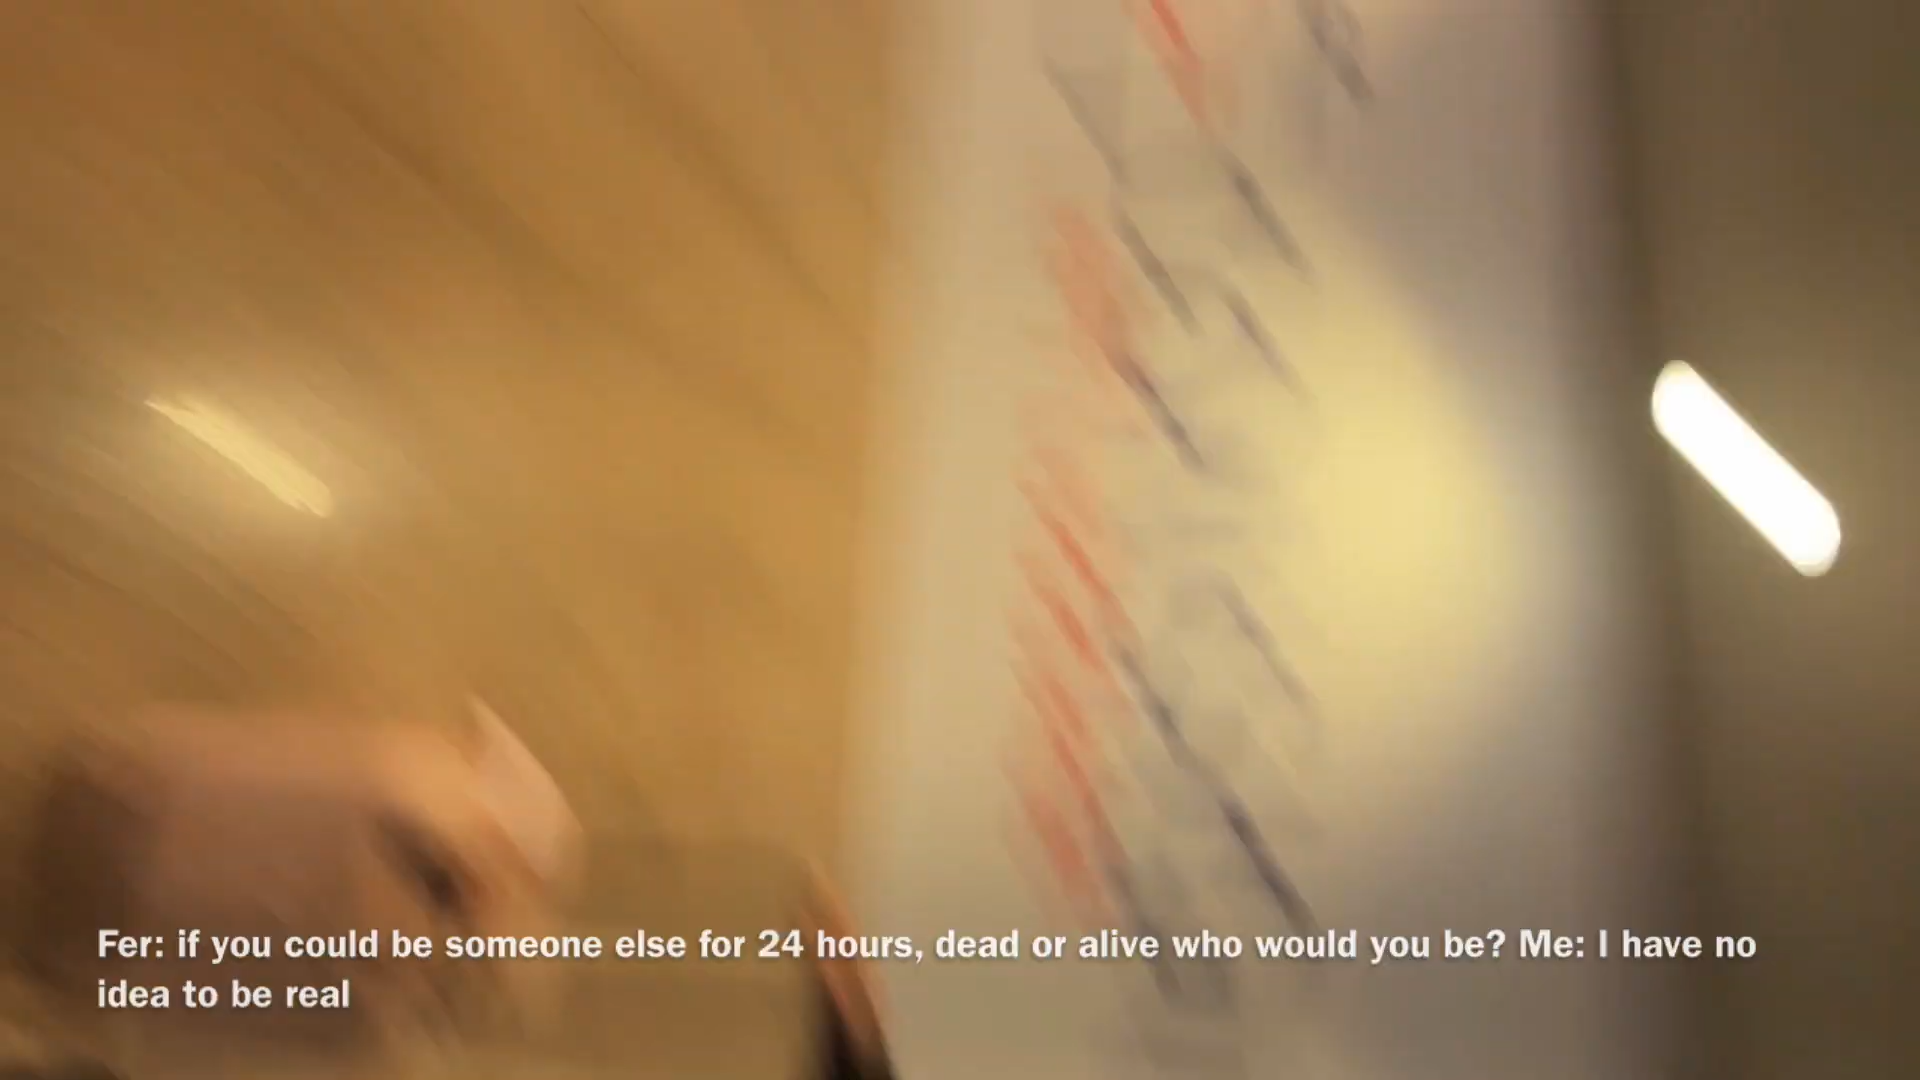 Fer: if you could be someone else for 24 hours, dead or alive who would you be? Me: I have no
idea to be real